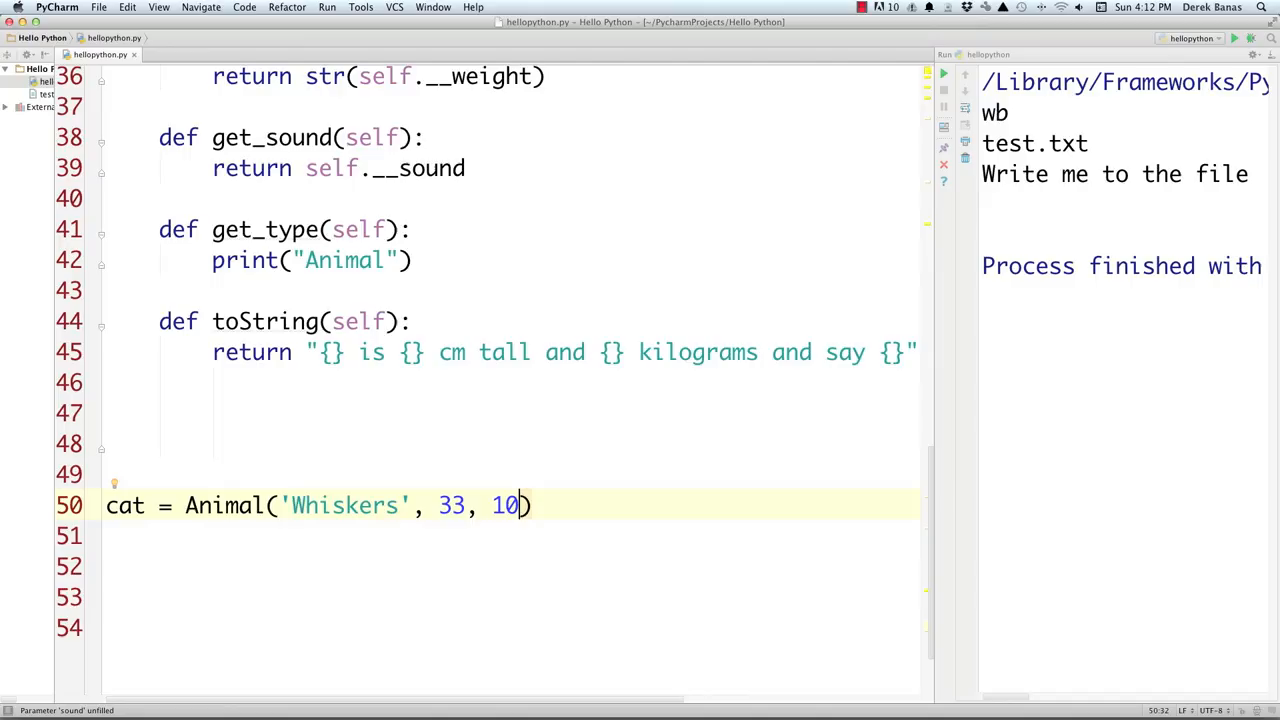 PyCharm File Edit View Navigate Code Refactor Run Tools VCS Window Help 10 Sun 4:12 PM Derek Banas
hellopython.py - Hello Python - [~/PycharmProjects/Hello Python]
Hello Python hellopython.py hellopython
hellopython.py Run hellopython
Hello F
hell
test
Externa
36 return str(self.__weight)
37
38 def get_sound(self):
39 return self.__sound
40
41 def get_type(self):
42 print("Animal")
43
44 def toString(self):
45 return "{} is {} cm tall and {} kilograms and say {}"
46
47
48
49
50 cat = Animal('Whiskers', 33, 10)
51
52
53
54
/Library/Frameworks/Py
wb
test.txt
Write me to the file
Process finished with
Parameter 'sound' unfilled 50:32 LF UTF-8